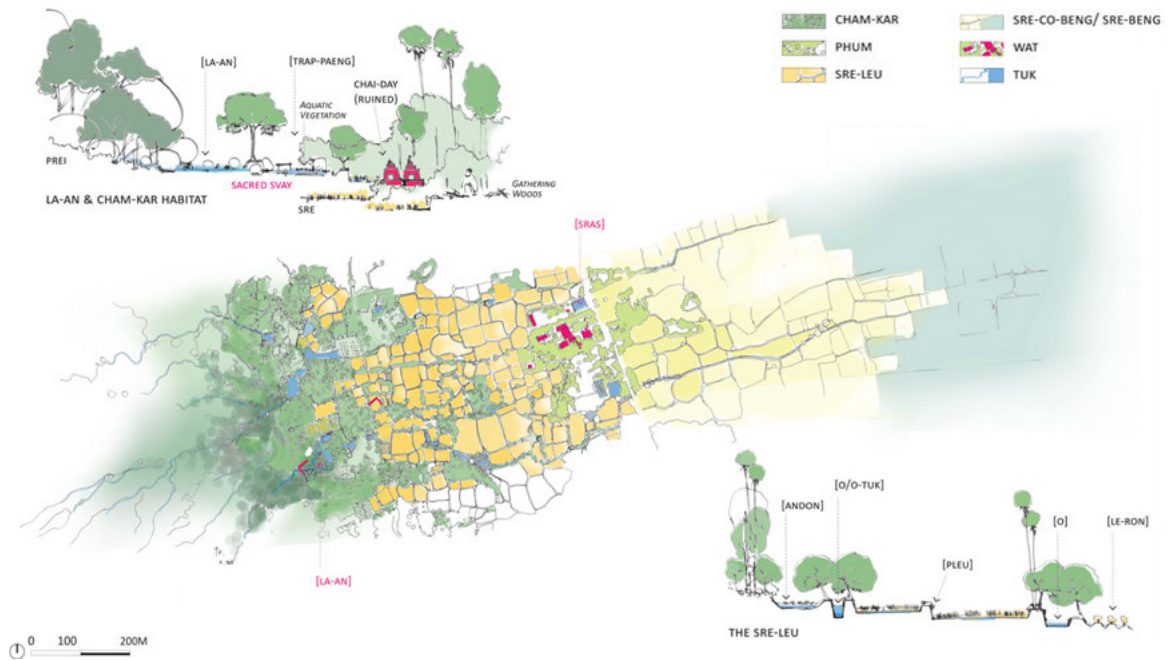 CHAM-KAR
PHUM
SRE-LEU
SRE-CO-BENG/ SRE-BENG
WAT
TUK
[LA-AN]
[TRAP-PAENG]
CHAI-DAY
(RUINED)
AQUATIC
VEGETATION
PREI
SACRED SVAY
LA-AN & CHAM-KAR HABITAT
SRE
GATHERING
WOODS
[SRAS]
[LA-AN]
[ANDON]
[O/O-TUK]
[PLEU]
[O]
[LE-RON]
THE SRE-LEU
0 100 200M